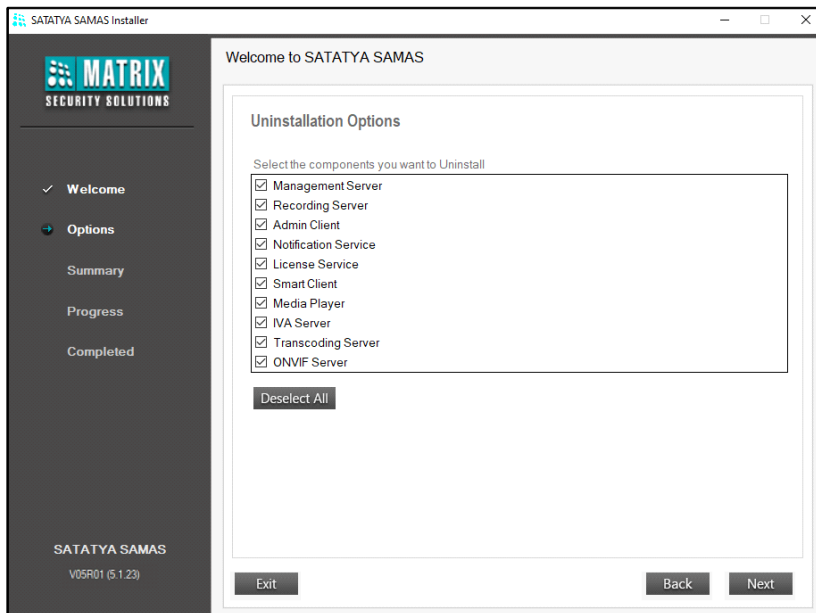 SATATYA SAMAS Installer
MATRIX
SECURITY SOLUTIONS
Welcome
Options
Summary
Progress
Completed
SATATYA SAMAS
V05R01 (5.1.23)
Welcome to SATATYA SAMAS
Uninstallation Options
Select the components you want to Uninstall
Management Server
Recording Server
Admin Client
Notification Service
License Service
Smart Client
Media Player
IVA Server
Transcoding Server
ONVIF Server
Deselect All
Exit
Back
Next